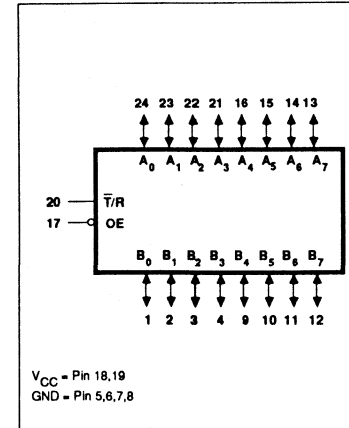 24 23 22 21 16 15 14 13
A0 A1 A2 A3 A4 A5 A6 A7
20 T̅/R
17 OE
B0 B1 B2 B3 B4 B5 B6 B7
1 2 3 4 9 10 11 12
VCC = Pin 18,19
GND = Pin 5,6,7,8